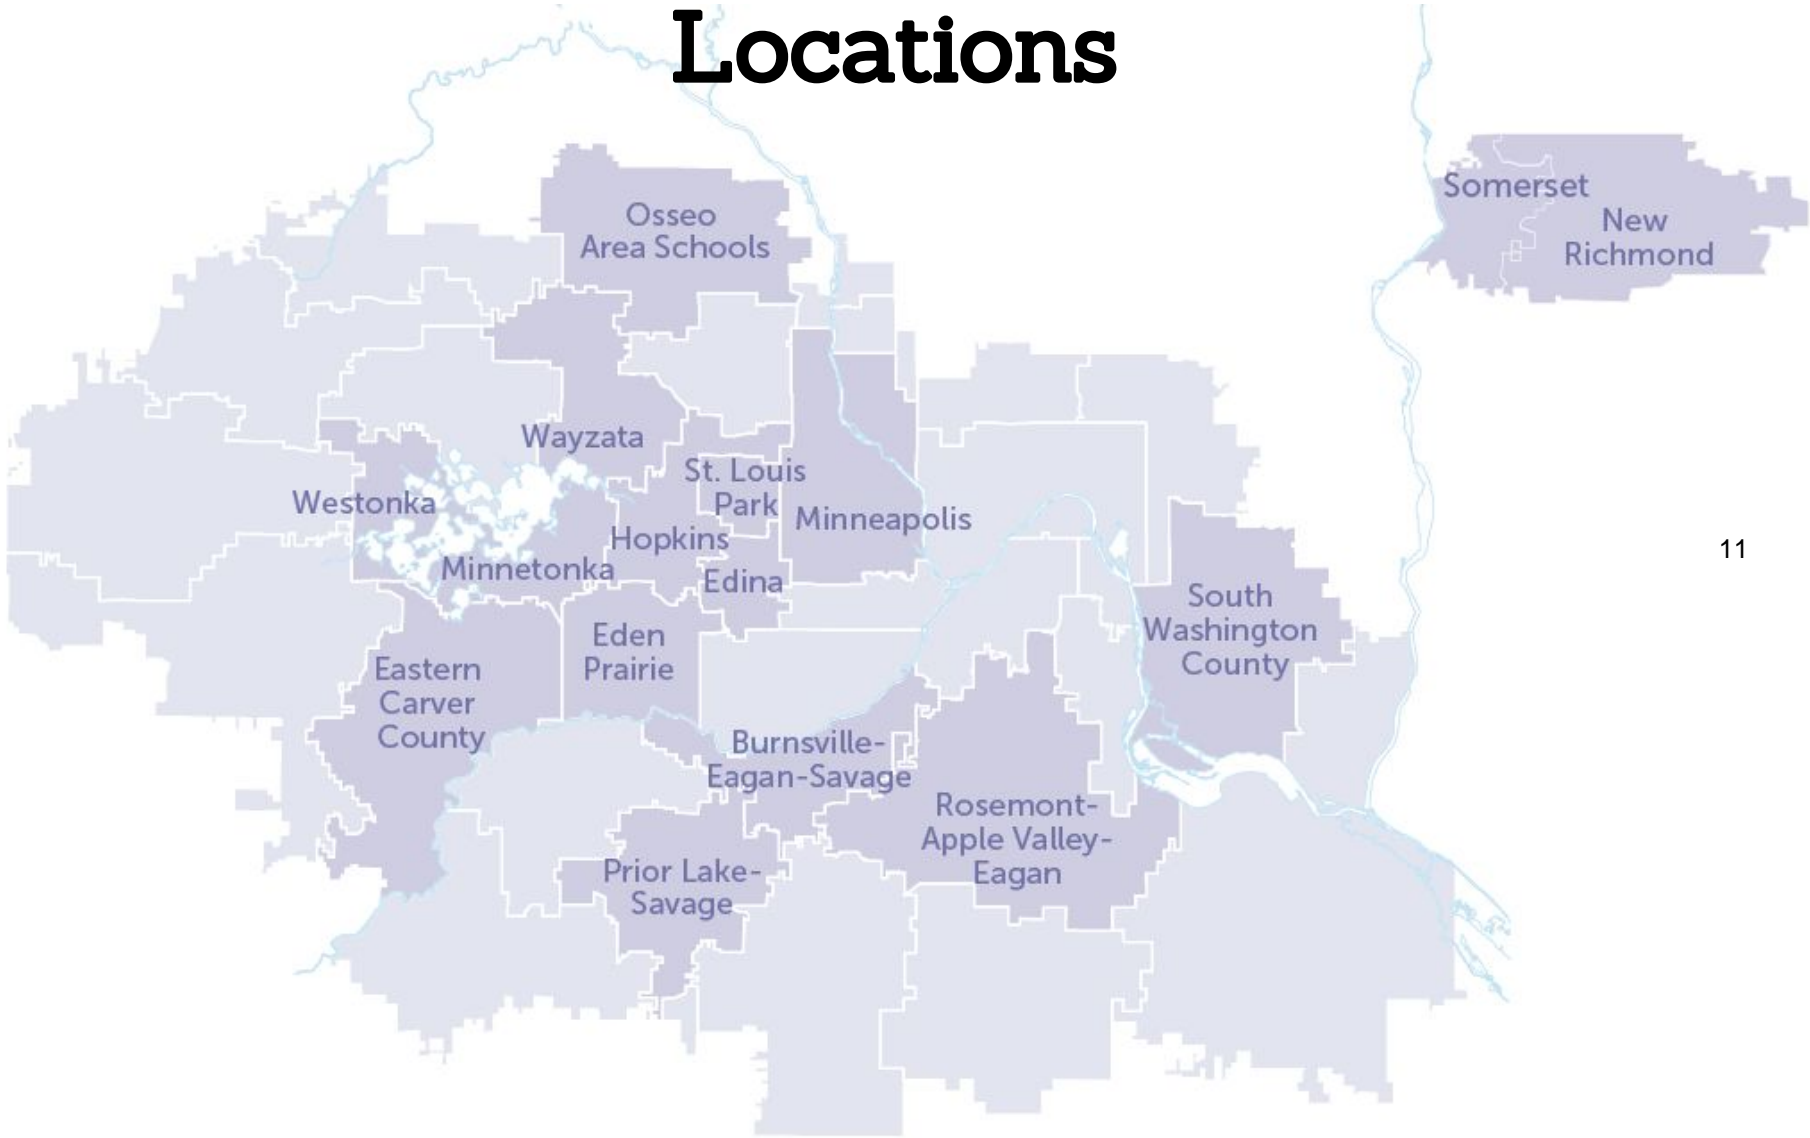 Locations
Somerset
New
Richmond
Osseo
Area Schools
Wayzata
St. Louis
Park
Westonka
Minneapolis
Hopkins
11
Minnetonka
Edina
South
Washington
County
Eden
Prairie
Eastern
Carver
County
Burnsville-
Eagan-Savage
Rosemont-
Apple Valley-
Eagan
Prior Lake-
Savage